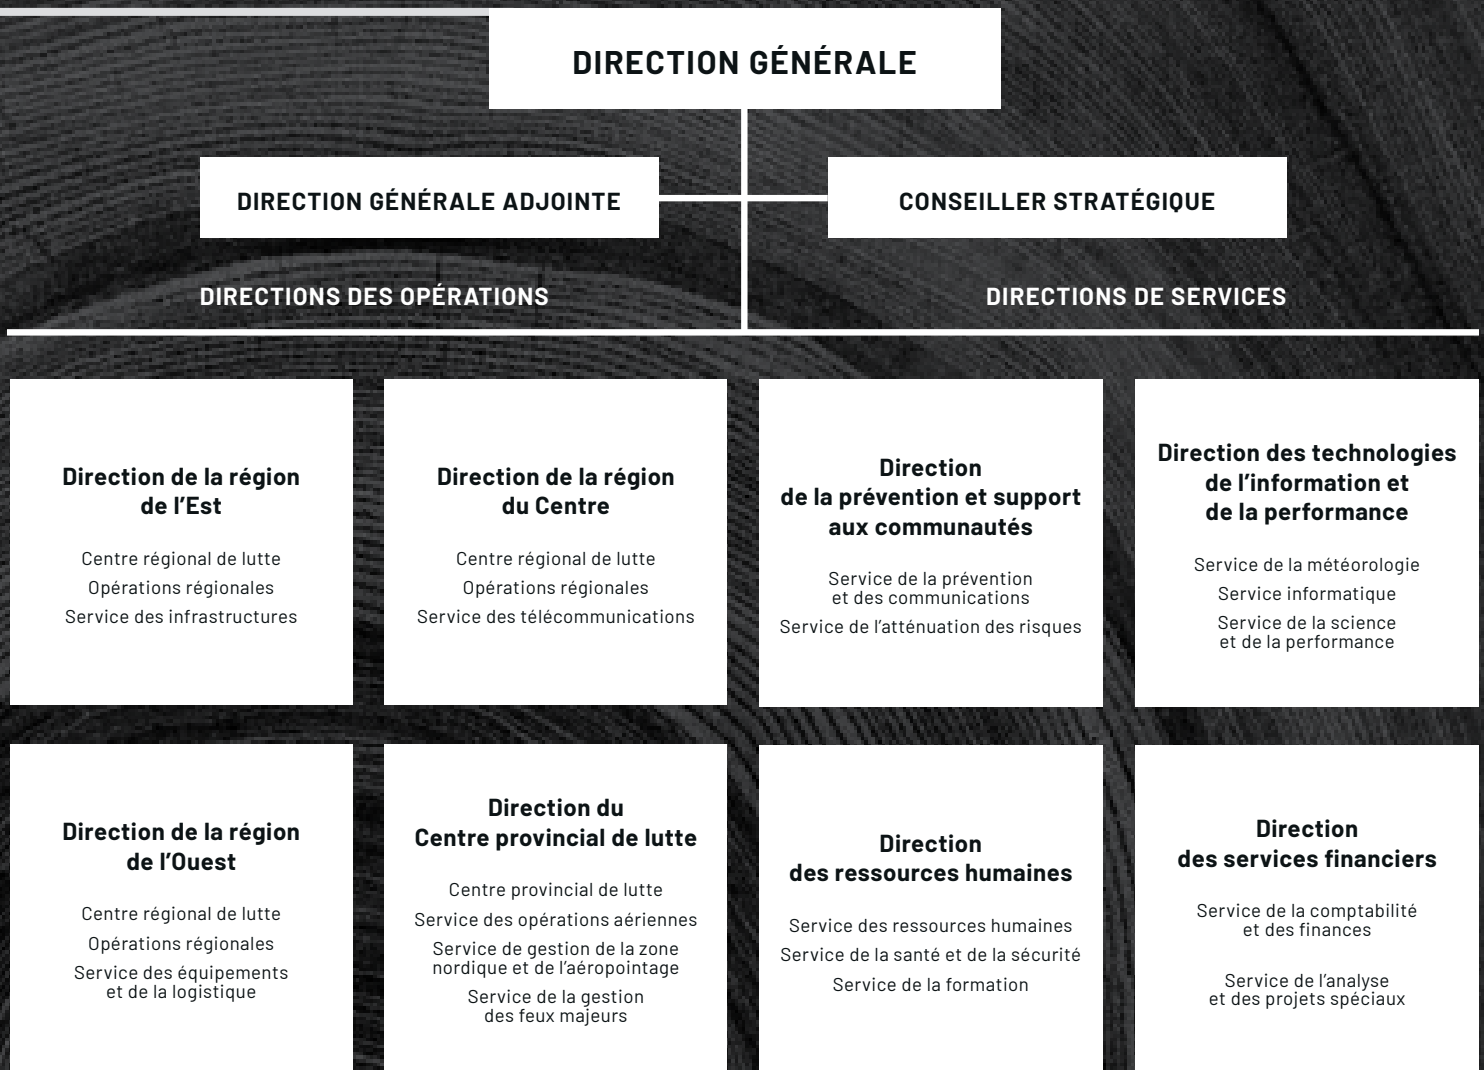 DIRECTION GÉNÉRALE
DIRECTION GÉNÉRALE ADJOINTE
CONSEILLER STRATÉGIQUE
DIRECTIONS DES OPÉRATIONS
DIRECTIONS DE SERVICES
Direction de la région
de l’Est
Centre régional de lutte
Opérations régionales
Service des infrastructures
Direction de la région
du Centre
Centre régional de lutte
Opérations régionales
Service des télécommunications
Direction
de la prévention et support
aux communautés
Service de la prévention
et des communications
Service de l’atténuation des risques
Direction des technologies
de l’information et
de la performance
Service de la météorologie
Service informatique
Service de la science
et de la performance
Direction de la région
de l’Ouest
Centre régional de lutte
Opérations régionales
Service des équipements
et de la logistique
Direction du
Centre provincial de lutte
Centre provincial de lutte
Service des opérations aériennes
Service de gestion de la zone
nordique et de l’aéropointage
Service de la gestion
des feux majeurs
Direction
des ressources humaines
Service des ressources humaines
Service de la santé et de la sécurité
Service de la formation
Direction
des services financiers
Service de la comptabilité
et des finances
Service de l’analyse
et des projets spéciaux